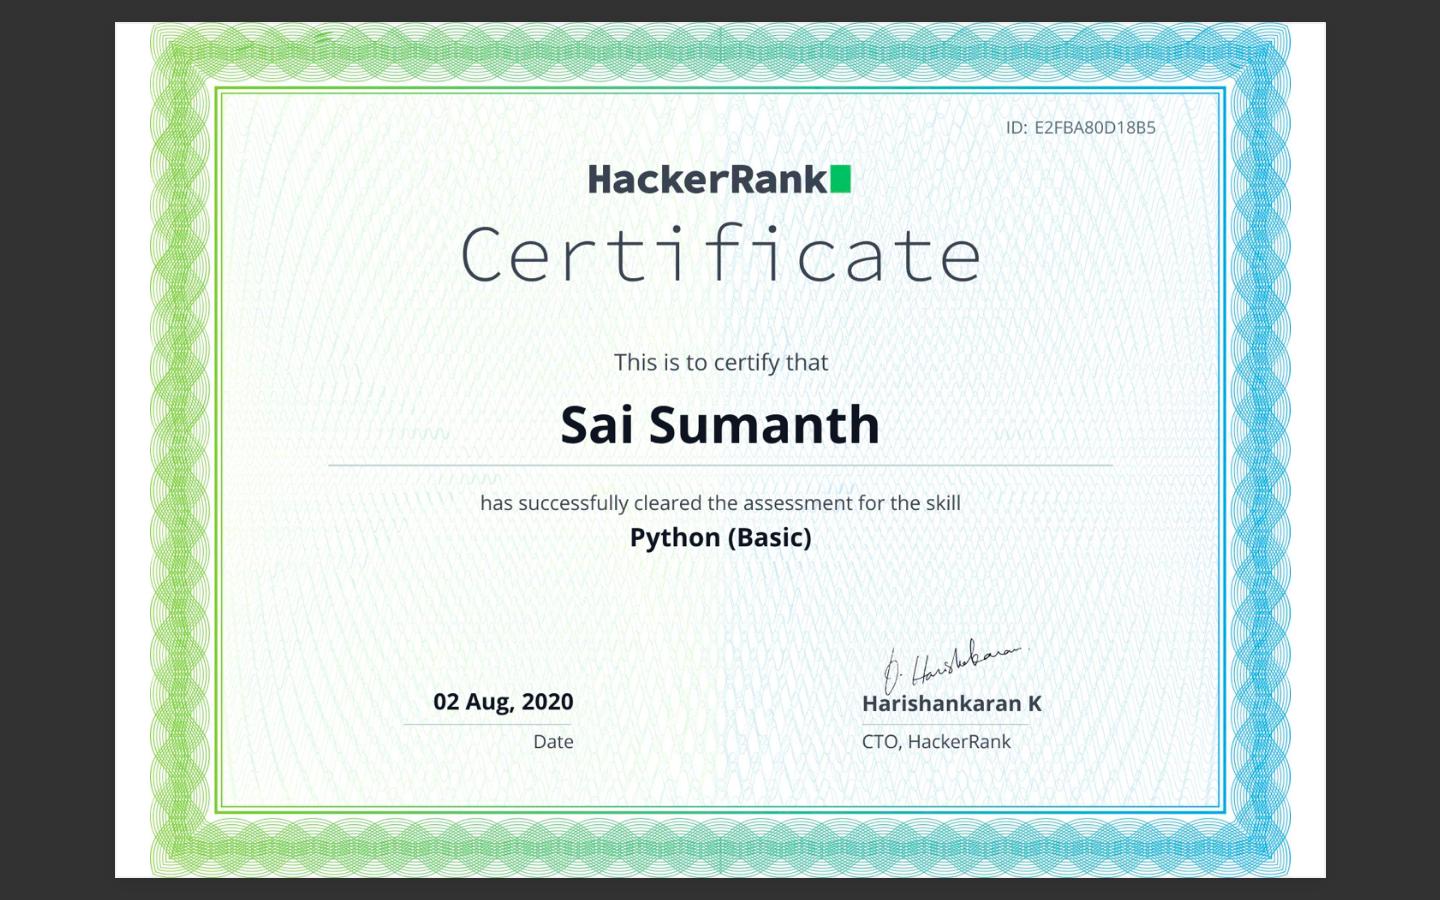 ID: E2FBA80D18B5
HackerRank
Certificate
This is to certify that
Sai Sumanth
has successfully cleared the assessment for the skill
Python (Basic)
02 Aug, 2020
Date
Harishankaran K
CTO, HackerRank